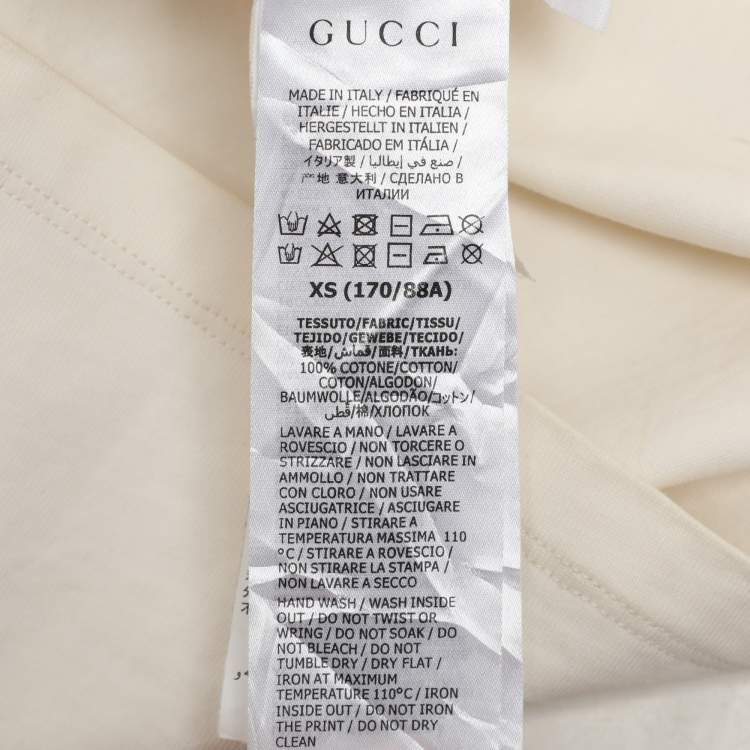 GUCCI
MADE IN ITALY / FABRIQUÉ EN
ITALIE / HECHO EN ITALIA /
HERGESTELLT IN ITALIEN /
FABRICADO EM ITÁLIA /
イタリア製 / صنع في إيطاليا /
产地 意大利 / СДЕЛАНО В
ИТАЛИИ
XS (170/88A)
TESSUTO/FABRIC/TISSU/
TEJIDO/GEWEBE/TECIDO/
表地/قماش/面料/ТКАНЬ:
100% COTONE/COTTON/
COTON/ALGODON/
BAUMWOLLE/ALGODÃO/コットン/
قطن/棉/ХЛОПОК
LAVARE A MANO / LAVARE A
ROVESCIO / NON TORCERE O
STRIZZARE / NON LASCIARE IN
AMMOLLO / NON TRATTARE
CON CLORO / NON USARE
ASCIUGATRICE / ASCIUGARE
IN PIANO / STIRARE A
TEMPERATURA MASSIMA 110
°C / STIRARE A ROVESCIO /
NON STIRARE LA STAMPA /
NON LAVARE A SECCO
HAND WASH / WASH INSIDE
OUT / DO NOT TWIST OR
WRING / DO NOT SOAK / DO
NOT BLEACH / DO NOT
TUMBLE DRY / DRY FLAT /
IRON AT MAXIMUM
TEMPERATURE 110°C / IRON
INSIDE OUT / DO NOT IRON
THE PRINT / DO NOT DRY
CLEAN